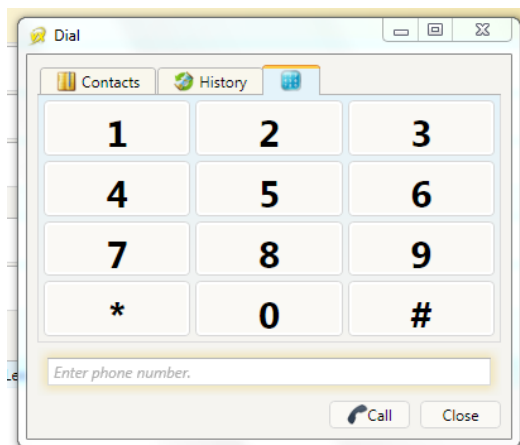 Dial
Contacts History
1 2 3
4 5 6
7 8 9
* 0 #
Enter phone number.
Call Close